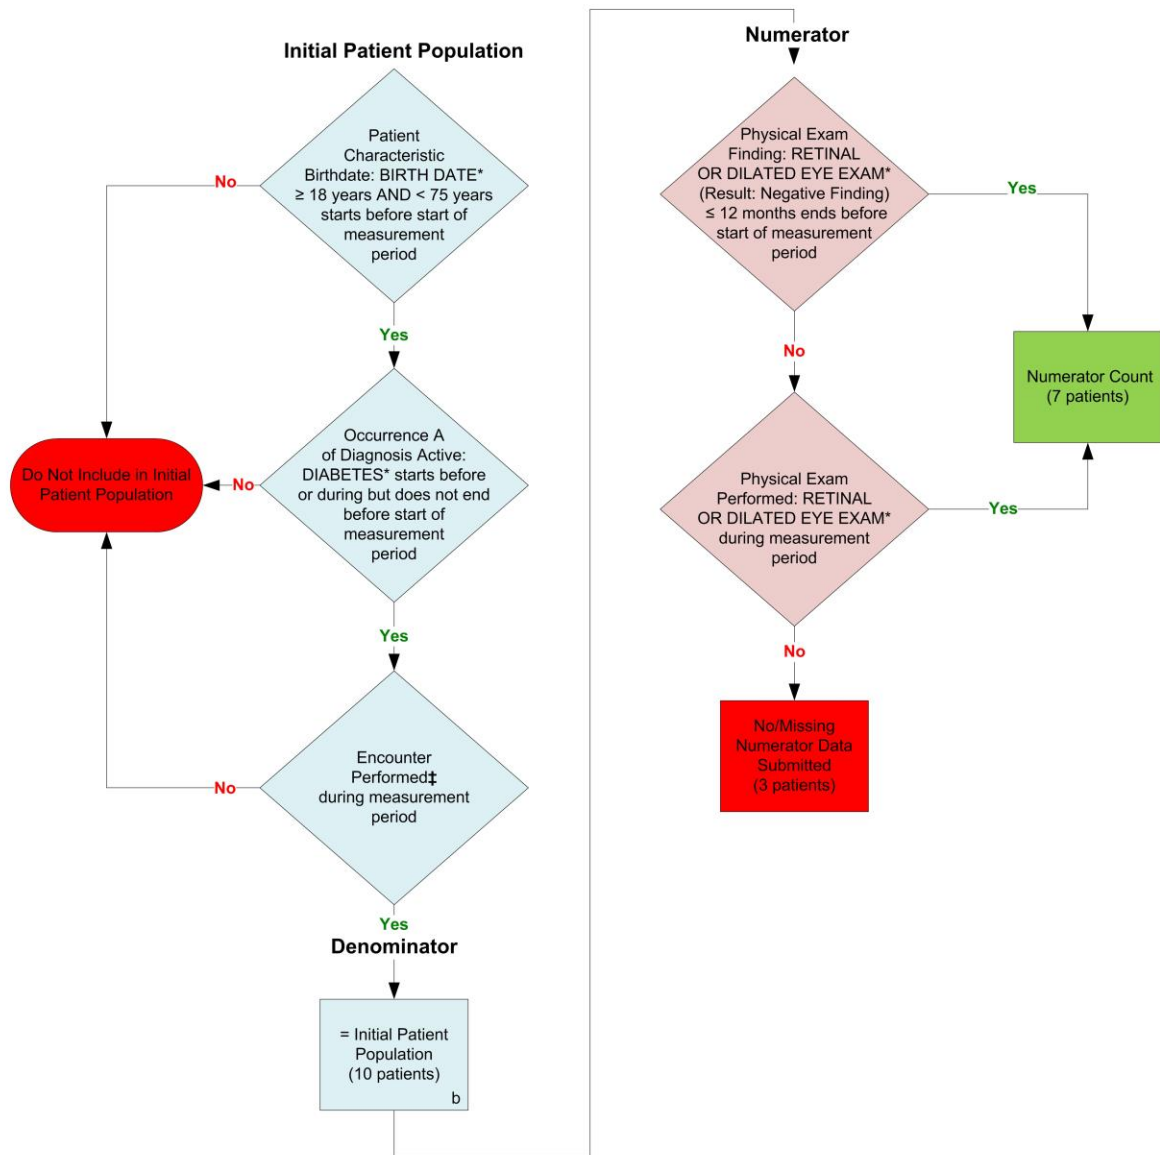 Initial Patient Population
Patient
Characteristic
Birthdate: BIRTH DATE*
≥ 18 years AND < 75 years
starts before start of
measurement
period
No
Yes
Occurrence A
of Diagnosis Active:
DIABETES* starts before
or during but does not end
before start of
measurement
period
No
Do Not Include in Initial
Patient Population
Yes
Encounter
Performed‡
during measurement
period
No
Yes
Denominator
= Initial Patient
Population
(10 patients)
b
Numerator
Physical Exam
Finding: RETINAL
OR DILATED EYE EXAM*
(Result: Negative Finding)
≤ 12 months ends before
start of measurement
period
Yes
No
Numerator Count
(7 patients)
Physical Exam
Performed: RETINAL
OR DILATED EYE EXAM*
during measurement
period
Yes
No
No/Missing
Numerator Data
Submitted
(3 patients)